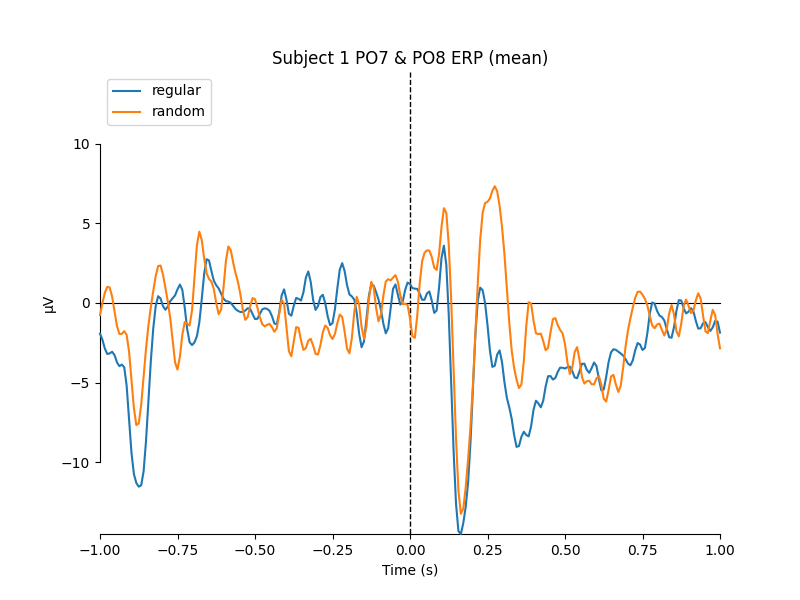 Subject 1 PO7 & PO8 ERP (mean)
regular
random
10
5
0
−5
−10
µV
−1.00 −0.75 −0.50 −0.25 0.00 0.25 0.50 0.75 1.00
Time (s)